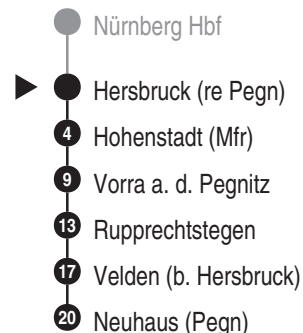 Nürnberg Hbf
Hersbruck (re Pegn)
4 Hohenstadt (Mfr)
9 Vorra a. d. Pegnitz
13 Rupprechtstegen
17 Velden (b. Hersbruck)
20 Neuhaus (Pegn)